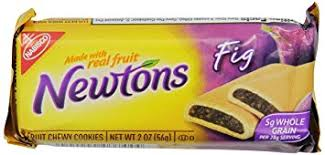 NABISCO
Made with
real fruit
Newtons
Fig
5g WHOLE
GRAIN
PER 28g SERVING
FRUIT CHEWY COOKIES NET WT 2 OZ (56g)